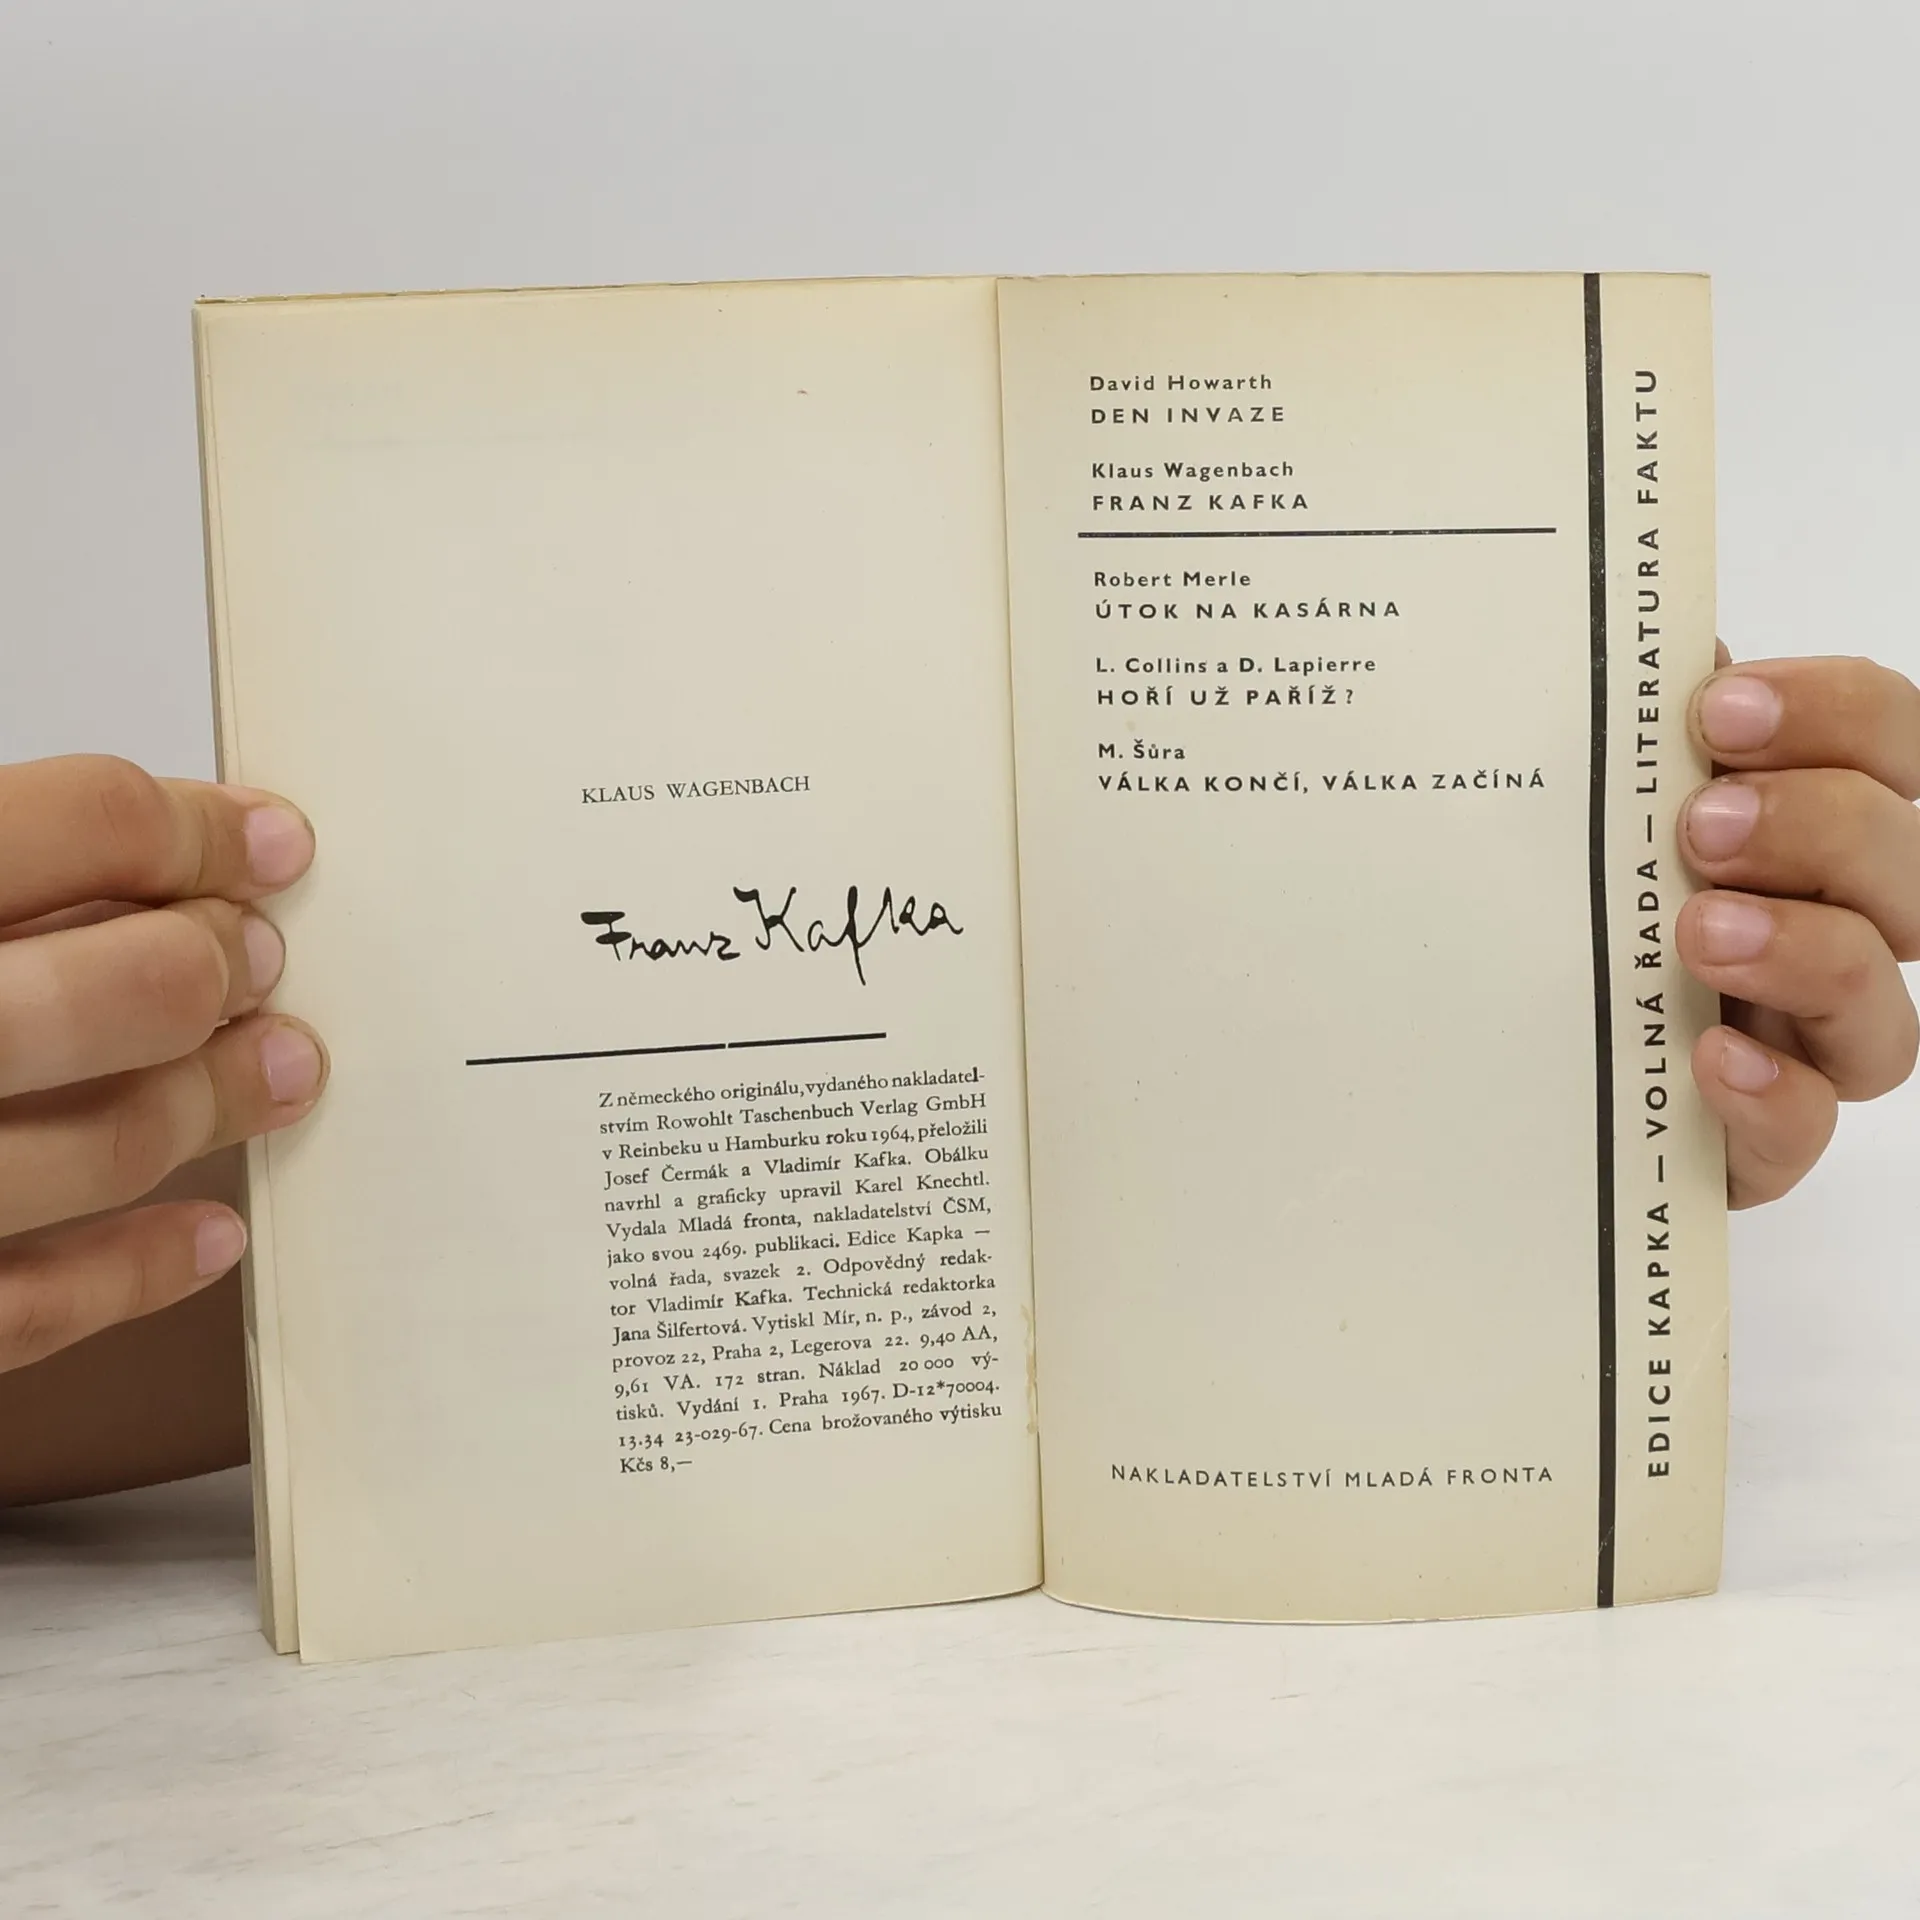 KLAUS WAGENBACH
Franz Kafka
Z německého originálu, vydaného nakladatel-
stvím Rowohlt Taschenbuch Verlag GmbH
v Reinbeku u Hamburku roku 1964, přeložili
Josef Čermák a Vladimír Kafka. Obálku
navrhl a graficky upravil Karel Knechtl.
Vydala Mladá fronta, nakladatelství ČSM,
jako svou 2469. publikaci. Edice Kapka —
volná řada, svazek 2. Odpovědný redak-
tor Vladimír Kafka. Technická redaktorka
Jana Šilfertová. Vytiskl Mír, n. p., závod 2,
provoz 22, Praha 2, Legerova 22. 9,40 AA,
9,61 VA. 172 stran. Náklad 20 000 vý-
tisků. Vydání 1. Praha 1967. D-12*70004.
13.34 23-029-67. Cena brožovaného výtisku
Kčs 8,—
David Howarth
DEN INVAZE
Klaus Wagenbach
FRANZ KAFKA
Robert Merle
ÚTOK NA KASÁRNA
L. Collins a D. Lapierre
HOŘÍ UŽ PAŘÍŽ?
M. Šůra
VÁLKA KONČÍ, VÁLKA ZAČÍNÁ
NAKLADATELSTVÍ MLADÁ FRONTA
EDICE KAPKA — VOLNÁ ŘADA — LITERATURA FAKTU